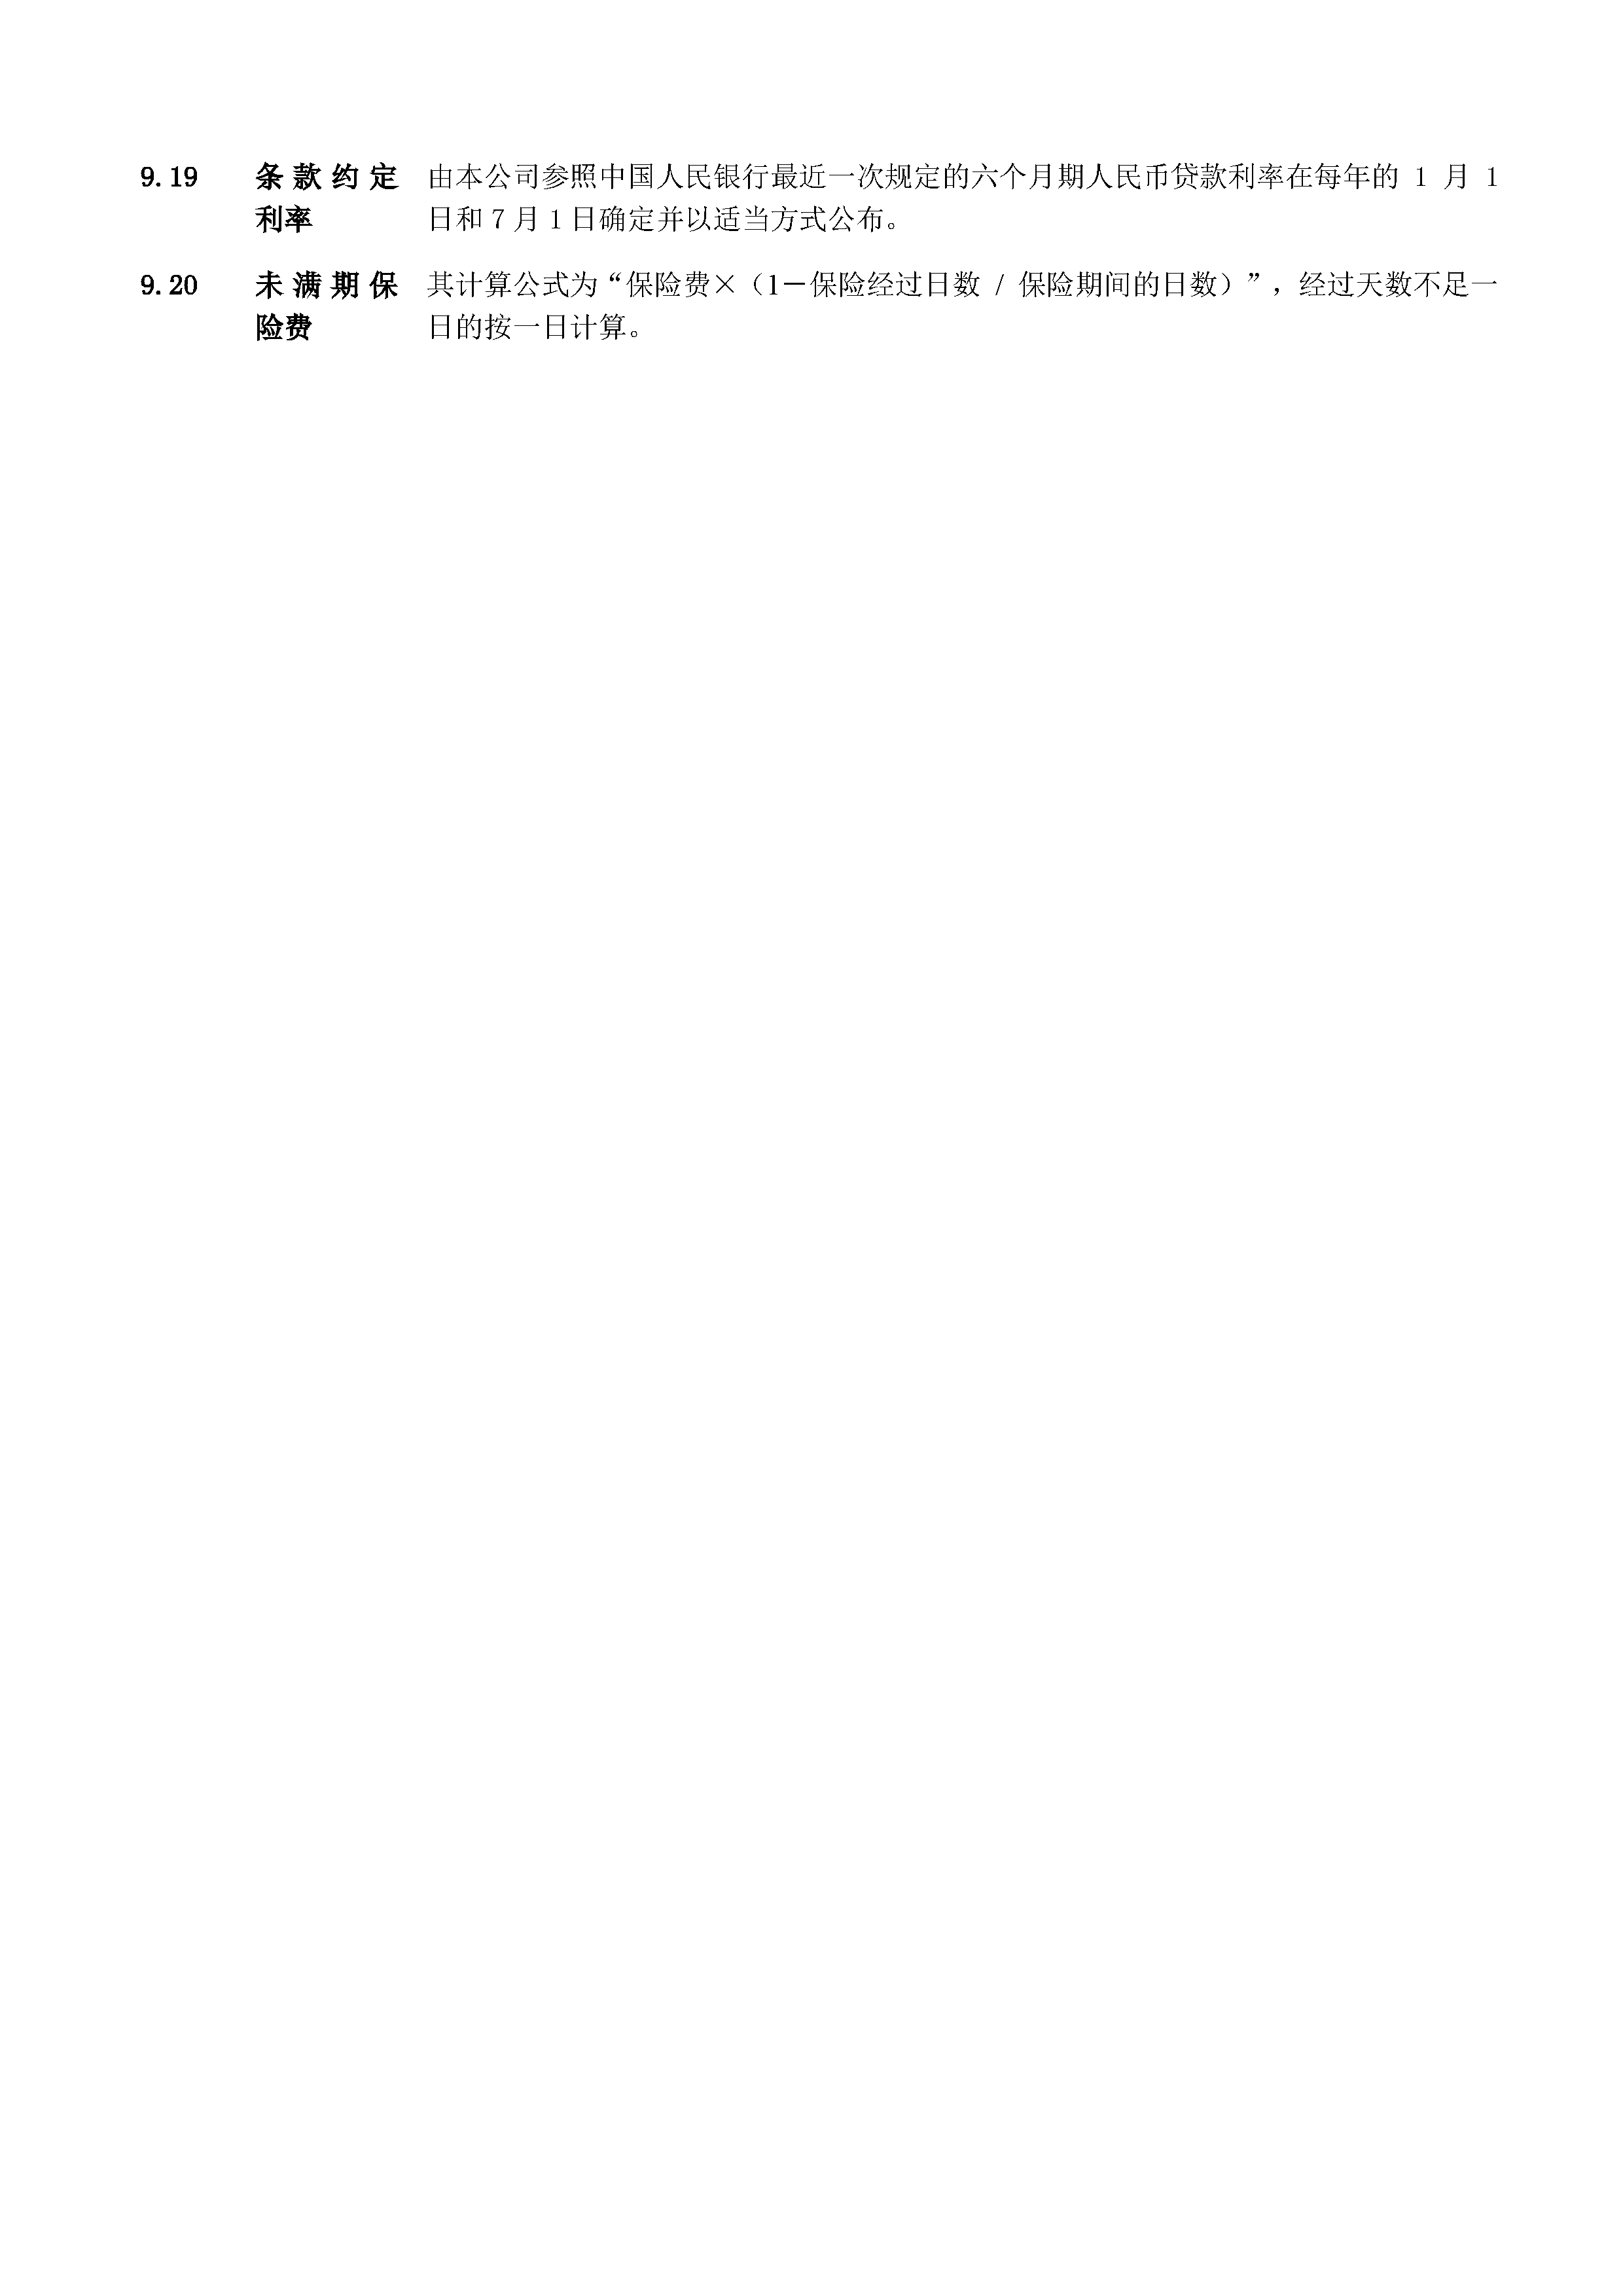 9.19 条款约定 由本公司参照中国人民银行最近一次规定的六个月期人民币贷款利率在每年的 1 月 1
利率 日和 7 月 1 日确定并以适当方式公布。
9.20 未满期保 其计算公式为“保险费×（1－保险经过日数 / 保险期间的日数）”，经过天数不足一
险费 日的按一日计算。